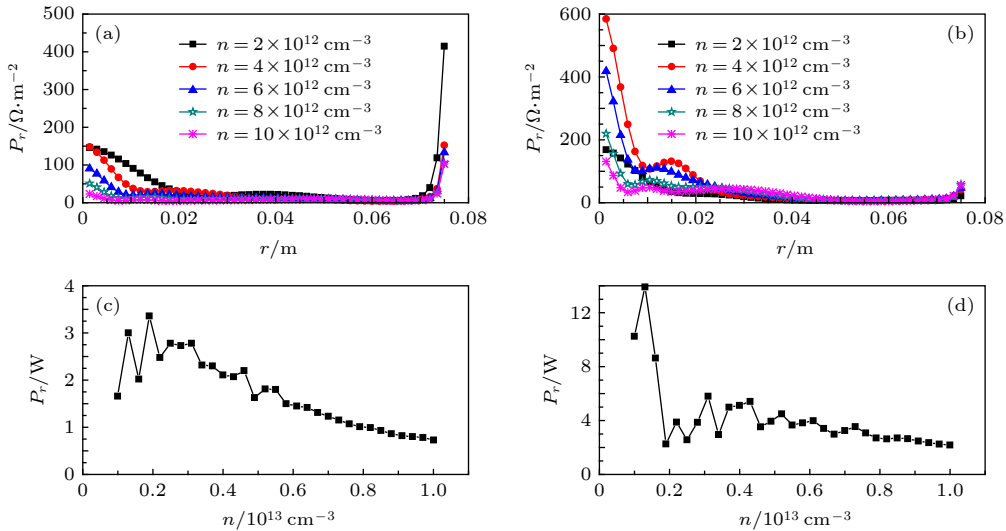 (a)
500
400
300
200
100
0
P_r/Ω·m⁻²
n = 2×10¹² cm⁻³
n = 4×10¹² cm⁻³
n = 6×10¹² cm⁻³
n = 8×10¹² cm⁻³
n = 10×10¹² cm⁻³
0 0.02 0.04 0.06 0.08
r/m
(b)
600
400
200
0
P_r/Ω·m⁻²
n = 2×10¹² cm⁻³
n = 4×10¹² cm⁻³
n = 6×10¹² cm⁻³
n = 8×10¹² cm⁻³
n = 10×10¹² cm⁻³
0 0.02 0.04 0.06 0.08
r/m
(c)
4
3
2
1
0
P_r/W
0 0.2 0.4 0.6 0.8 1.0
n/10¹³ cm⁻³
(d)
12
8
4
0
P_r/W
0 0.2 0.4 0.6 0.8 1.0
n/10¹³ cm⁻³